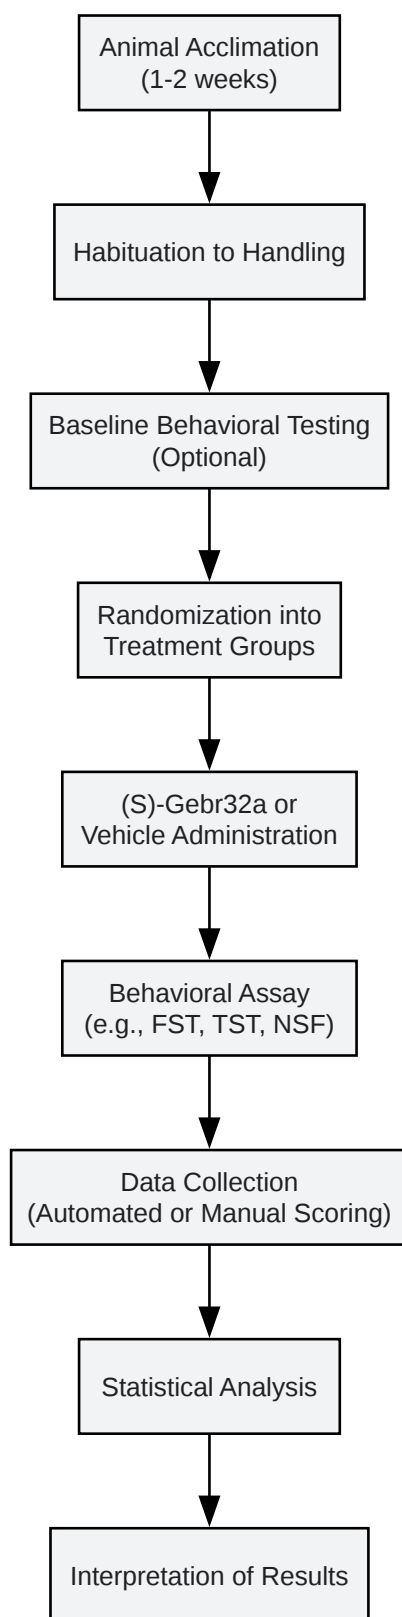 Animal Acclimation
(1-2 weeks)
Habituation to Handling
Baseline Behavioral Testing
(Optional)
Randomization into
Treatment Groups
(S)-Gebr32a or
Vehicle Administration
Behavioral Assay
(e.g., FST, TST, NSF)
Data Collection
(Automated or Manual Scoring)
Statistical Analysis
Interpretation of Results